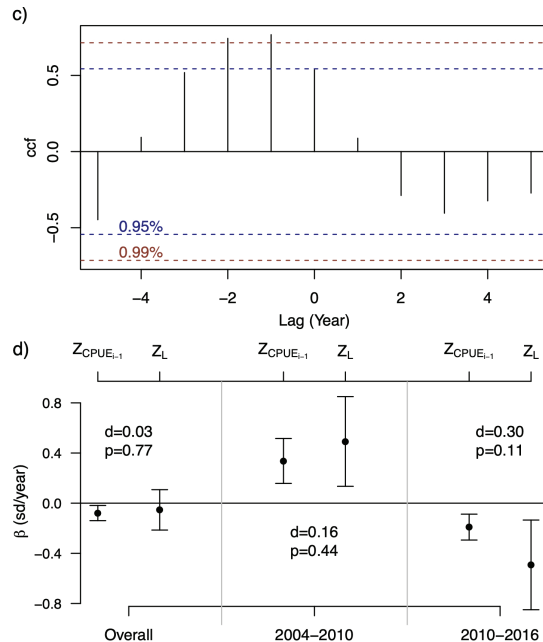 c)
ccf
0.5
0.0
−0.5
0.95%
0.99%
−4 −2 0 2 4
Lag (Year)
d)
Z_CPUE_i−1 Z_L Z_CPUE_i−1 Z_L Z_CPUE_i−1 Z_L
β (sd/year)
0.8
0.4
0.0
−0.4
−0.8
d=0.03
p=0.77
d=0.16
p=0.44
d=0.30
p=0.11
Overall 2004−2010 2010−2016